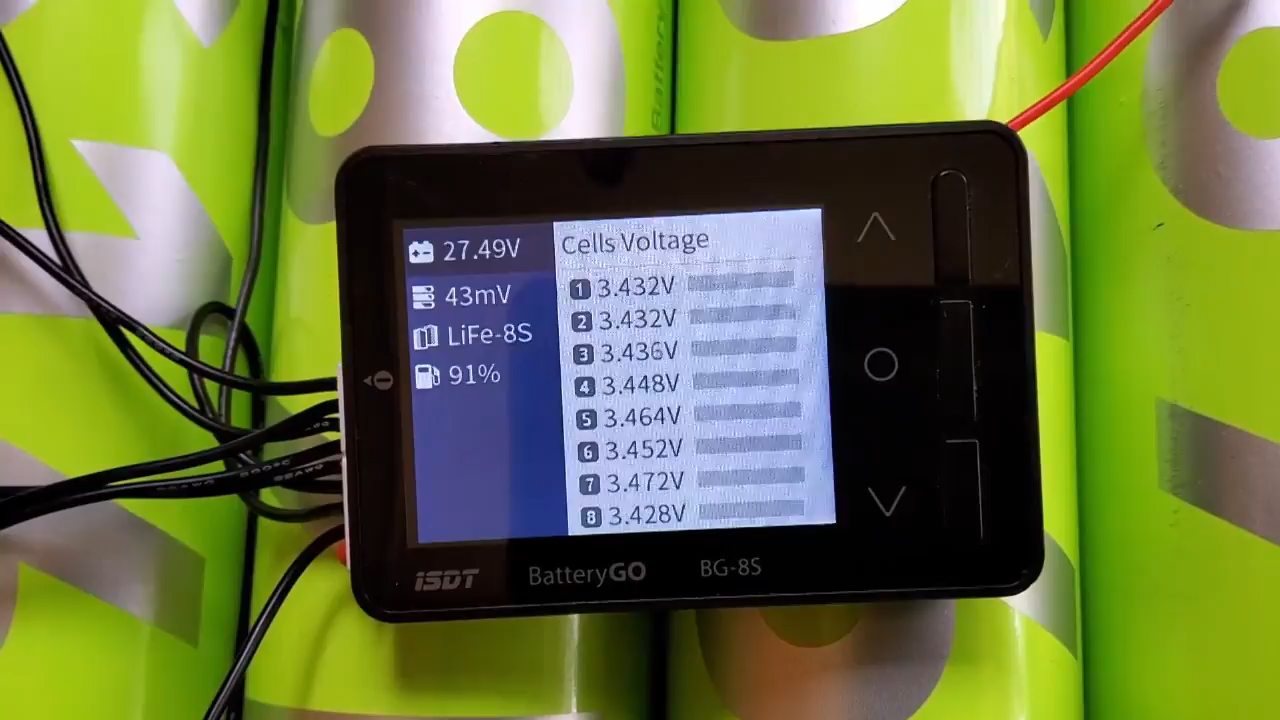 Battery
27.49V
43mV
LiFe-8S
91%
Cells Voltage
1 3.432V
2 3.432V
3 3.436V
4 3.448V
5 3.464V
6 3.452V
7 3.472V
8 3.428V
iSDT BatteryGO BG-8S